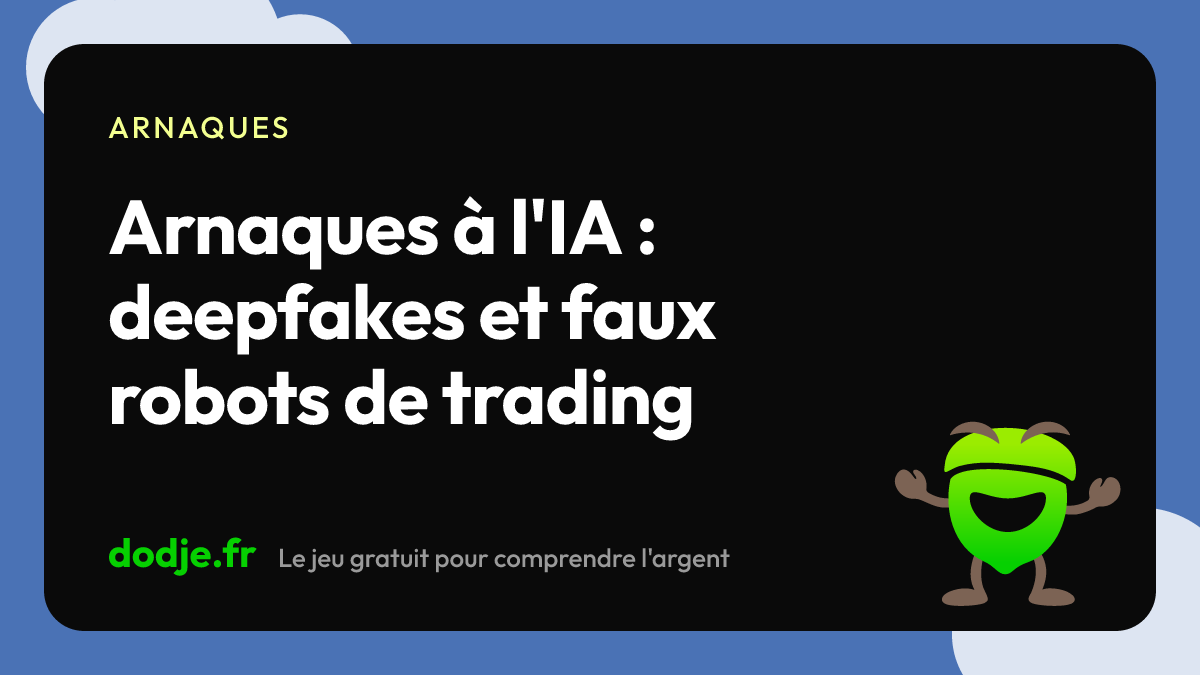 ARNAQUES
Arnaques à l'IA :
deepfakes et faux
robots de trading
dodje.fr Le jeu gratuit pour comprendre l'argent